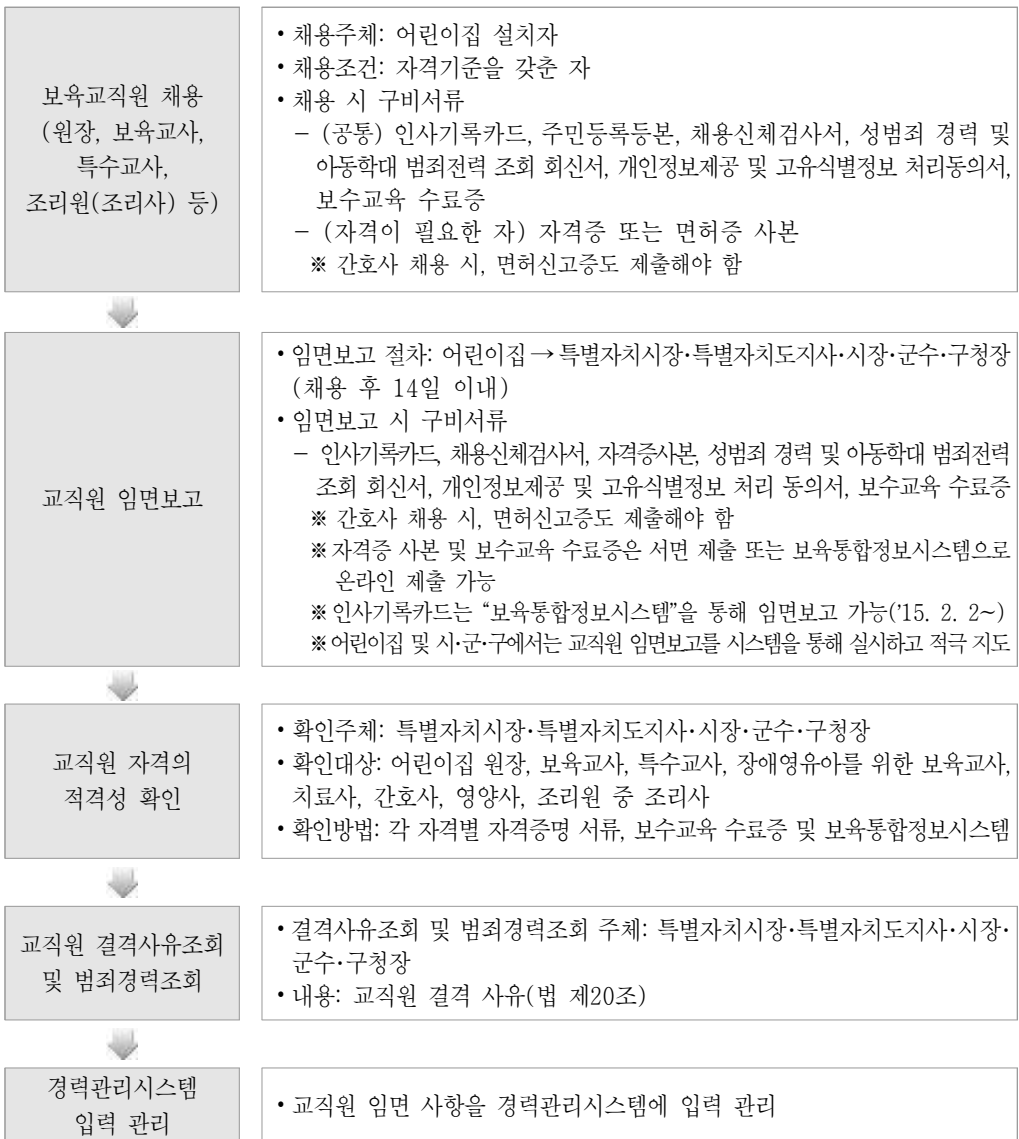 보육교직원 채용
(원장, 보육교사,
특수교사,
조리원(조리사) 등)
• 채용주체: 어린이집 설치자
• 채용조건: 자격기준을 갖춘 자
• 채용 시 구비서류
－ (공통) 인사기록카드, 주민등록등본, 채용신체검사서, 성범죄 경력 및
아동학대 범죄전력 조회 회신서, 개인정보제공 및 고유식별정보 처리동의서,
보수교육 수료증
－ (자격이 필요한 자) 자격증 또는 면허증 사본
※ 간호사 채용 시, 면허신고증도 제출해야 함
교직원 임면보고
• 임면보고 절차: 어린이집 → 특별자치시장･특별자치도지사･시장･군수･구청장
(채용 후 14일 이내)
• 임면보고 시 구비서류
－ 인사기록카드, 채용신체검사서, 자격증사본, 성범죄 경력 및 아동학대 범죄전력
조회 회신서, 개인정보제공 및 고유식별정보 처리 동의서, 보수교육 수료증
※ 간호사 채용 시, 면허신고증도 제출해야 함
※ 자격증 사본 및 보수교육 수료증은 서면 제출 또는 보육통합정보시스템으로
온라인 제출 가능
※ 인사기록카드는 “보육통합정보시스템”을 통해 임면보고 가능('15. 2. 2~)
※ 어린이집 및 시･군･구에서는 교직원 임면보고를 시스템을 통해 실시하고 적극 지도
교직원 자격의
적격성 확인
• 확인주체: 특별자치시장･특별자치도지사･시장･군수･구청장
• 확인대상: 어린이집 원장, 보육교사, 특수교사, 장애영유아를 위한 보육교사,
치료사, 간호사, 영양사, 조리원 중 조리사
• 확인방법: 각 자격별 자격증명 서류, 보수교육 수료증 및 보육통합정보시스템
교직원 결격사유조회
및 범죄경력조회
• 결격사유조회 및 범죄경력조회 주체: 특별자치시장･특별자치도지사･시장･
군수･구청장
• 내용: 교직원 결격 사유(법 제20조)
경력관리시스템
입력 관리
• 교직원 임면 사항을 경력관리시스템에 입력 관리